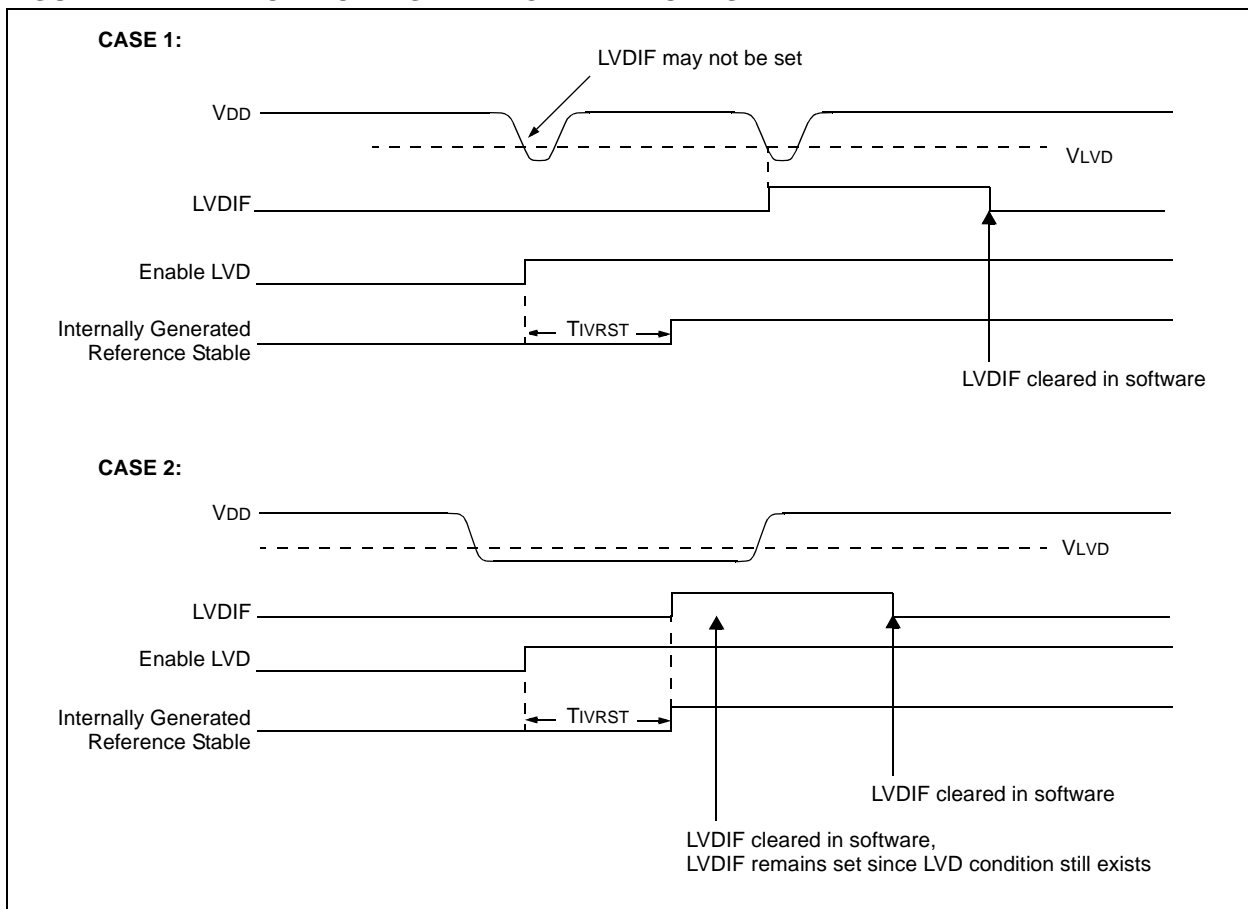 CASE 1:
LVDIF may not be set
VDD
VLVD
LVDIF
Enable LVD
Internally Generated
Reference Stable
TIVRST
LVDIF cleared in software
CASE 2:
VDD
VLVD
LVDIF
Enable LVD
Internally Generated
Reference Stable
TIVRST
LVDIF cleared in software
LVDIF cleared in software,
LVDIF remains set since LVD condition still exists